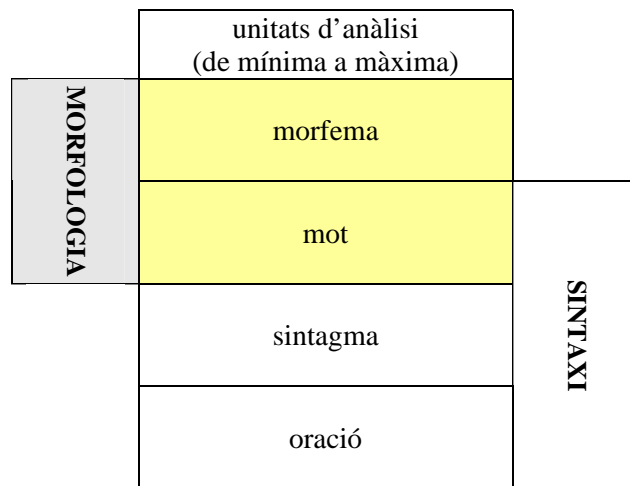 unitats d’anàlisi
(de mínima a màxima)
MORFOLOGIA
morfema
mot
SINTAXI
sintagma
oració